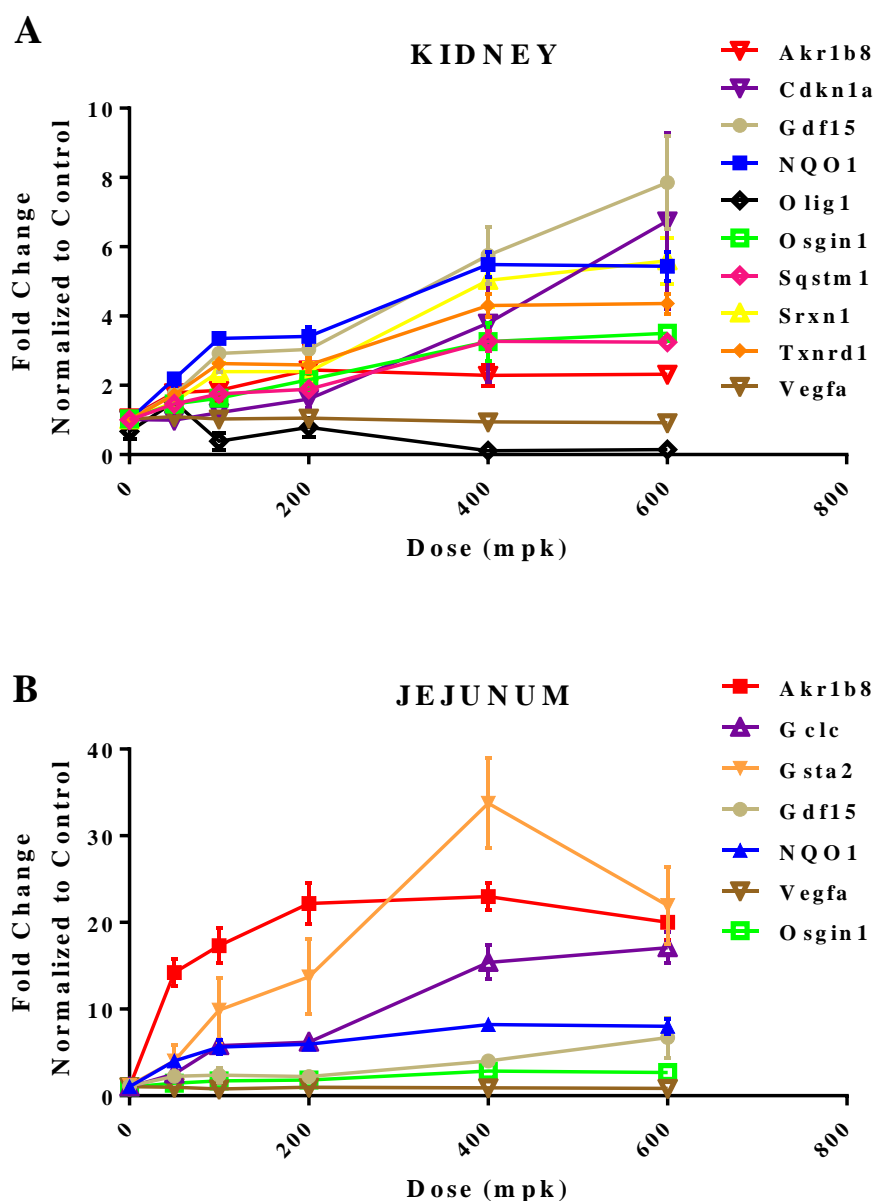 A
KIDNEY
Fold Change
Normalized to Control
10
8
6
4
2
0
0
200
400
600
800
Dose (mpk)
Akr1b8
Cdkn1a
Gdf15
NQO1
Olig1
Osgin1
Sqstm1
Srxn1
Txnrd1
Vegfa
B
JEJUNUM
Fold Change
Normalized to Control
40
30
20
10
0
0
200
400
600
800
Dose (mpk)
Akr1b8
Gclc
Gsta2
Gdf15
NQO1
Vegfa
Osgin1